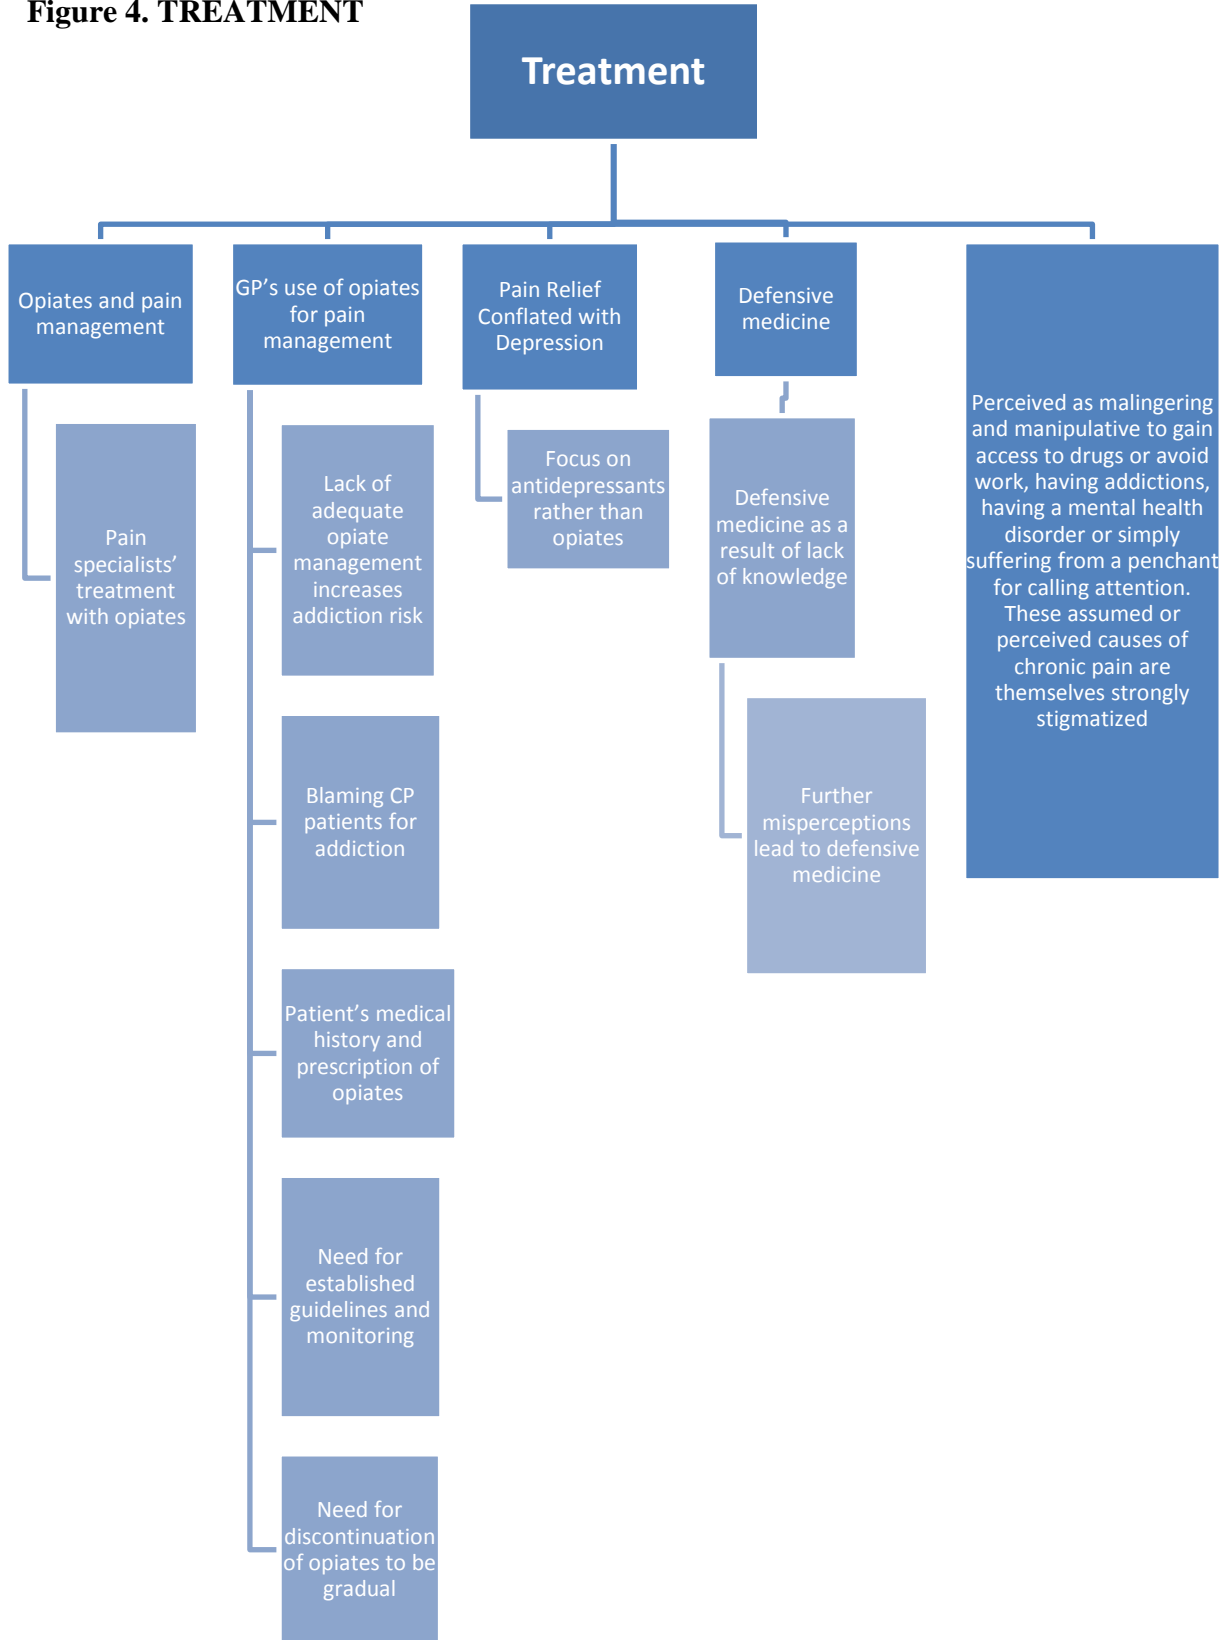 Figure 4. TREATMENT
Treatment
Opiates and pain
management
Pain
specialists’
treatment
with opiates
GP’s use of opiates
for pain
management
Lack of
adequate
opiate
management
increases
addiction risk
Blaming CP
patients for
addiction
Patient’s medical
history and
prescription of
opiates
Need for
established
guidelines and
monitoring
Need for
discontinuation
of opiates to be
gradual
Pain Relief
Conflated with
Depression
Focus on
antidepressants
rather than
opiates
Defensive
medicine
Defensive
medicine as a
result of lack
of knowledge
Further
misperceptions
lead to defensive
medicine
Perceived as malingering
and manipulative to gain
access to drugs or avoid
work, having addictions,
having a mental health
disorder or simply
suffering from a penchant
for calling attention.
These assumed or
perceived causes of
chronic pain are
themselves strongly
stigmatized